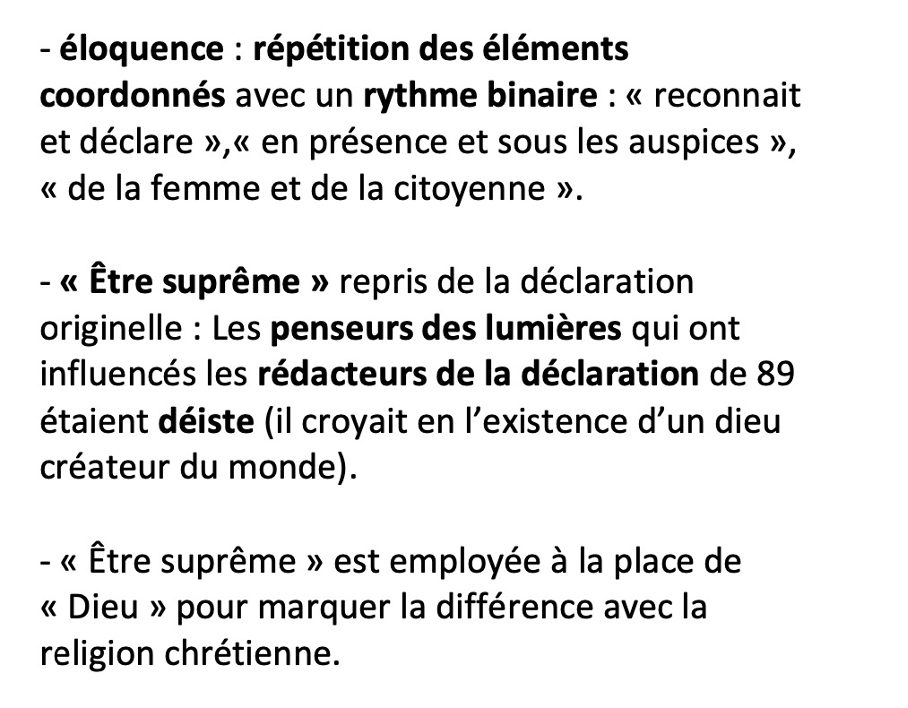 - éloquence : répétition des éléments
coordonnés avec un rythme binaire : « reconnait
et déclare »,« en présence et sous les auspices »,
« de la femme et de la citoyenne ».
- « Être suprême » repris de la déclaration
originelle : Les penseurs des lumières qui ont
influencés les rédacteurs de la déclaration de 89
étaient déiste (il croyait en l’existence d’un dieu
créateur du monde).
- « Être suprême » est employée à la place de
« Dieu » pour marquer la différence avec la
religion chrétienne.